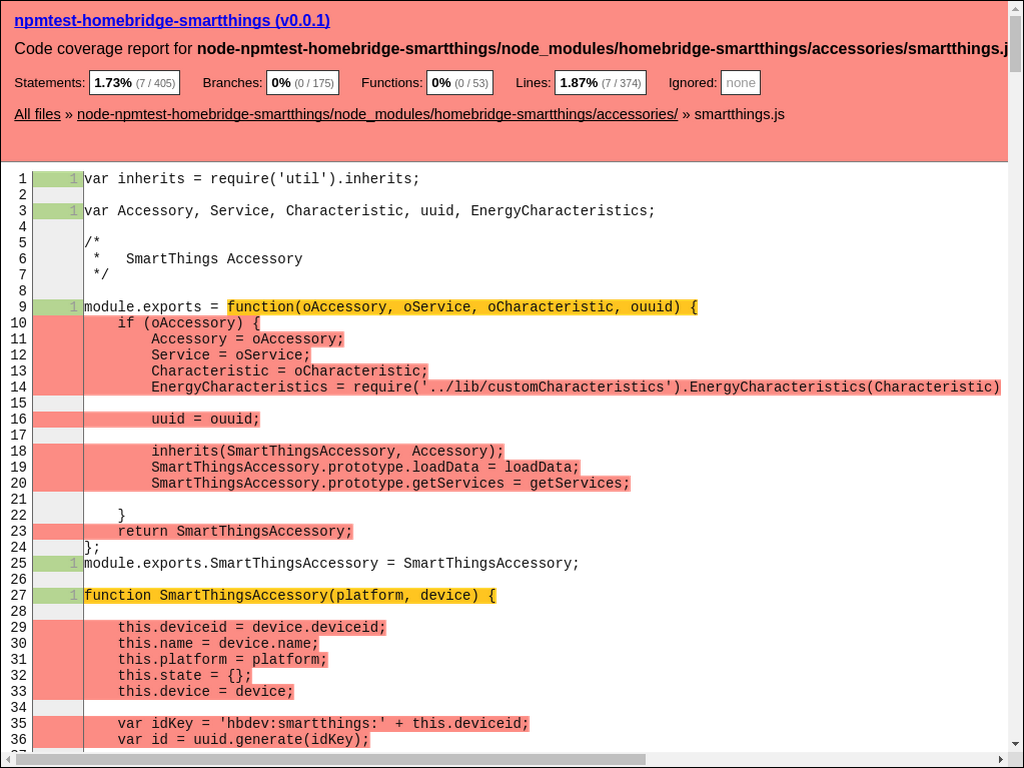 npmtest-homebridge-smartthings (v0.0.1)
Code coverage report for node-npmtest-homebridge-smartthings/node_modules/homebridge-smartthings/accessories/smartthings.j
Statements: 1.73% (7 / 405) Branches: 0% (0 / 175) Functions: 0% (0 / 53) Lines: 1.87% (7 / 374) Ignored: none
All files » node-npmtest-homebridge-smartthings/node_modules/homebridge-smartthings/accessories/ » smartthings.js
1 1 var inherits = require('util').inherits;
2
3 1 var Accessory, Service, Characteristic, uuid, EnergyCharacteristics;
4
5 /*
6  *   SmartThings Accessory
7  */
8
9 1 module.exports = function(oAccessory, oService, oCharacteristic, ouuid) {
10     if (oAccessory) {
11         Accessory = oAccessory;
12         Service = oService;
13         Characteristic = oCharacteristic;
14         EnergyCharacteristics = require('../lib/customCharacteristics').EnergyCharacteristics(Characteristic)
15
16         uuid = ouuid;
17
18         inherits(SmartThingsAccessory, Accessory);
19         SmartThingsAccessory.prototype.loadData = loadData;
20         SmartThingsAccessory.prototype.getServices = getServices;
21
22     }
23     return SmartThingsAccessory;
24 };
25 1 module.exports.SmartThingsAccessory = SmartThingsAccessory;
26
27 1 function SmartThingsAccessory(platform, device) {
28
29     this.deviceid = device.deviceid;
30     this.name = device.name;
31     this.platform = platform;
32     this.state = {};
33     this.device = device;
34
35     var idKey = 'hbdev:smartthings:' + this.deviceid;
36     var id = uuid.generate(idKey);